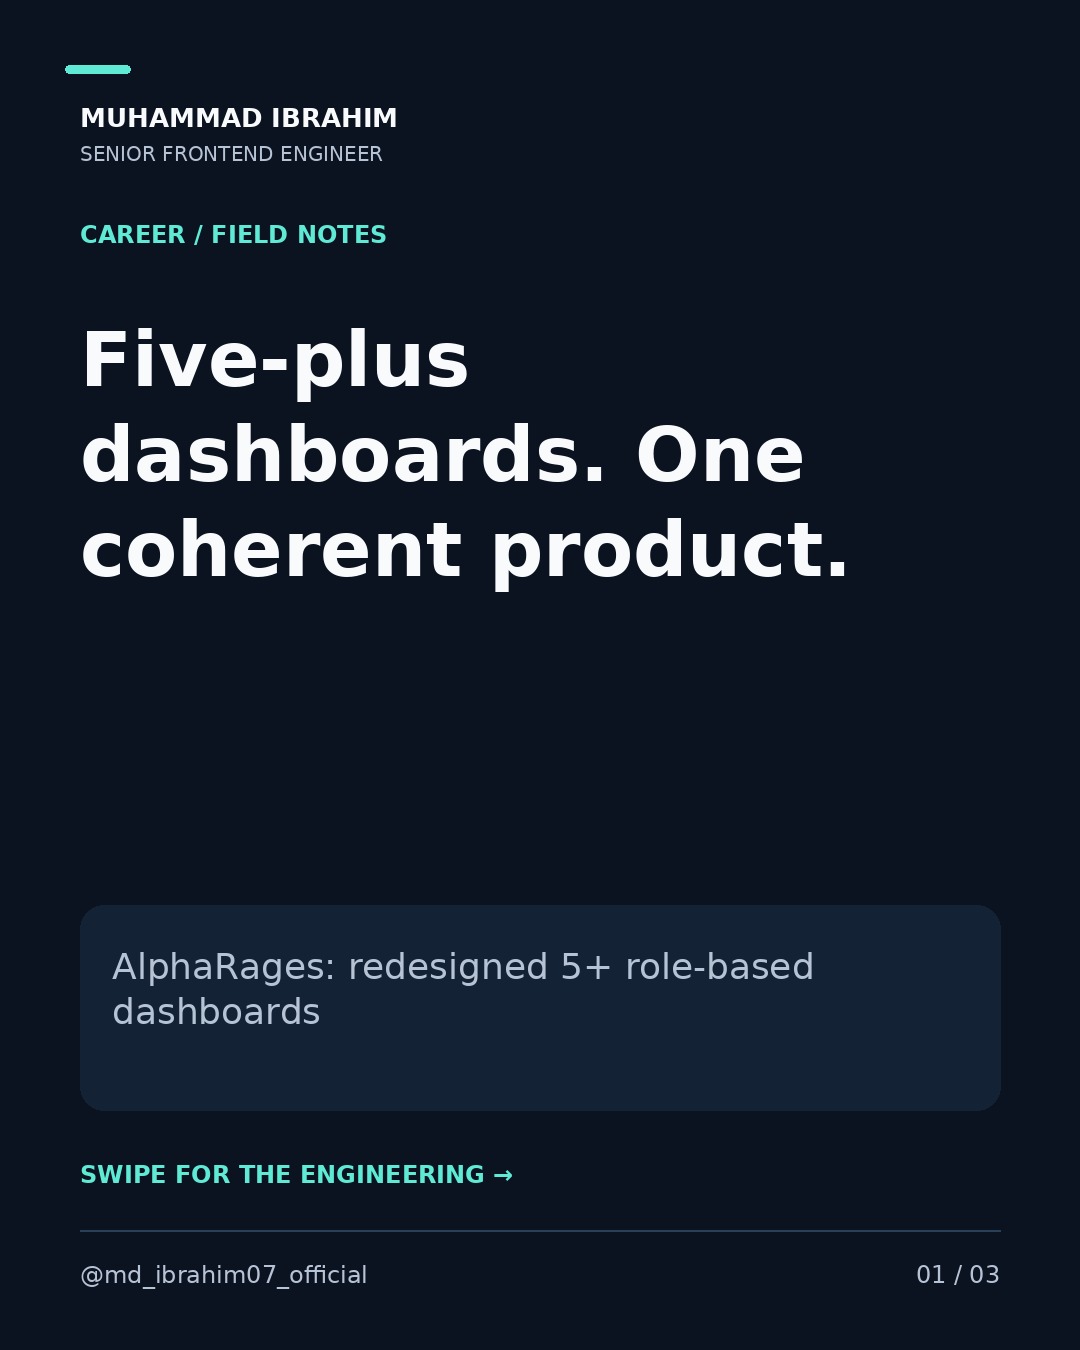 MUHAMMAD IBRAHIM
SENIOR FRONTEND ENGINEER
CAREER / FIELD NOTES
Five-plus
dashboards. One
coherent product.
AlphaRages: redesigned 5+ role-based
dashboards
SWIPE FOR THE ENGINEERING →
@md_ibrahim07_official
01 / 03